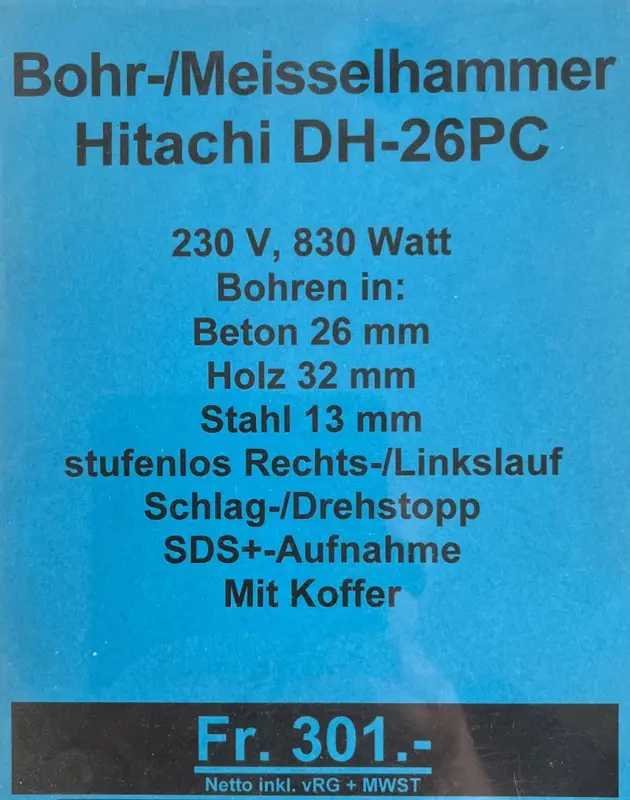 Bohr-/Meisselhammer
Hitachi DH-26PC
230 V, 830 Watt
Bohren in:
Beton 26 mm
Holz 32 mm
Stahl 13 mm
stufenlos Rechts-/Linkslauf
Schlag-/Drehstopp
SDS+-Aufnahme
Mit Koffer
Fr. 301.-
Netto inkl. vRG + MWST